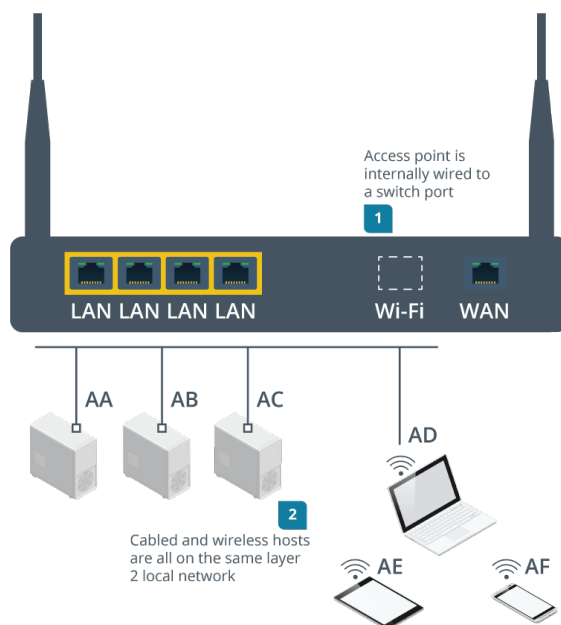 Access point is
internally wired to
a switch port
1
LAN LAN LAN LAN Wi-Fi WAN
AA AB AC AD
2
Cabled and wireless hosts
are all on the same layer
2 local network
AE AF